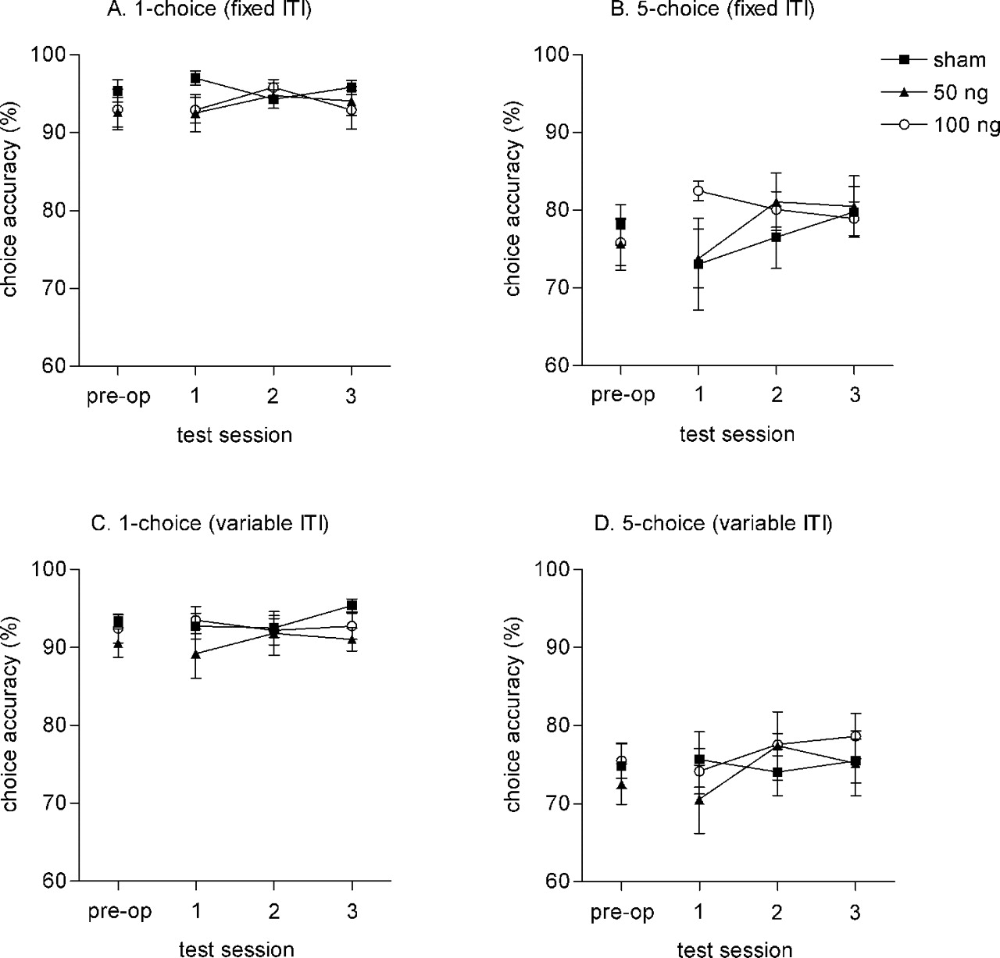 A. 1-choice (fixed ITI)
100
90
80
70
60
choice accuracy (%)
pre-op 1 2 3
test session
B. 5-choice (fixed ITI)
100
90
80
70
60
choice accuracy (%)
pre-op 1 2 3
test session
sham
50 ng
100 ng
C. 1-choice (variable ITI)
100
90
80
70
60
choice accuracy (%)
pre-op 1 2 3
test session
D. 5-choice (variable ITI)
100
90
80
70
60
choice accuracy (%)
pre-op 1 2 3
test session